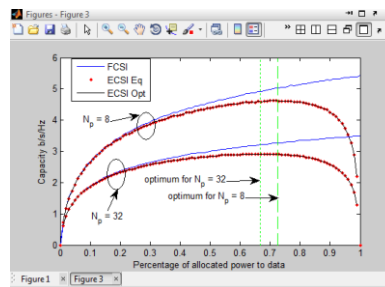 Figures - Figure 3
6
5
4
3
2
1
0
Capacity b/s/Hz
FCSI
ECSI Eq
ECSI Opt
N_p = 8
N_p = 32
optimum for N_p = 32
optimum for N_p = 8
0 0.1 0.2 0.3 0.4 0.5 0.6 0.7 0.8 0.9 1
Percentage of allocated power to data
Figure 1 × Figure 3 ×